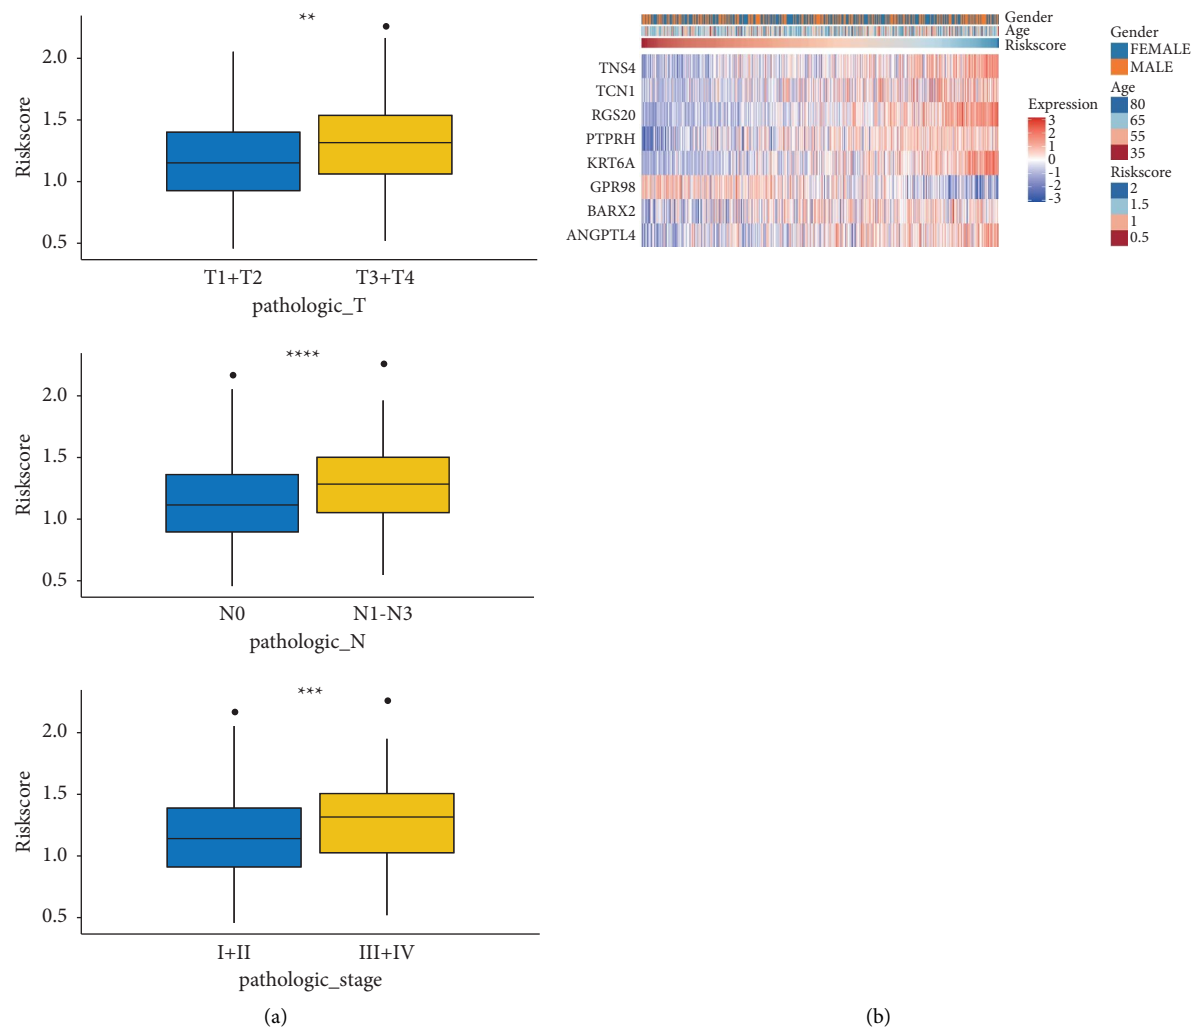 **
2.0
1.5
1.0
0.5
Riskscore
T1+T2
T3+T4
pathologic_T
****
2.0
1.5
1.0
0.5
Riskscore
N0
N1-N3
pathologic_N
***
2.0
1.5
1.0
0.5
Riskscore
I+II
III+IV
pathologic_stage
(a)
Gender
Age
Riskscore
TNS4
TCN1
RGS20
PTPRH
KRT6A
GPR98
BARX2
ANGPTL4
Expression
3
2
1
0
-1
-2
-3
Gender
FEMALE
MALE
Age
80
65
55
35
Riskscore
2
1.5
1
0.5
(b)